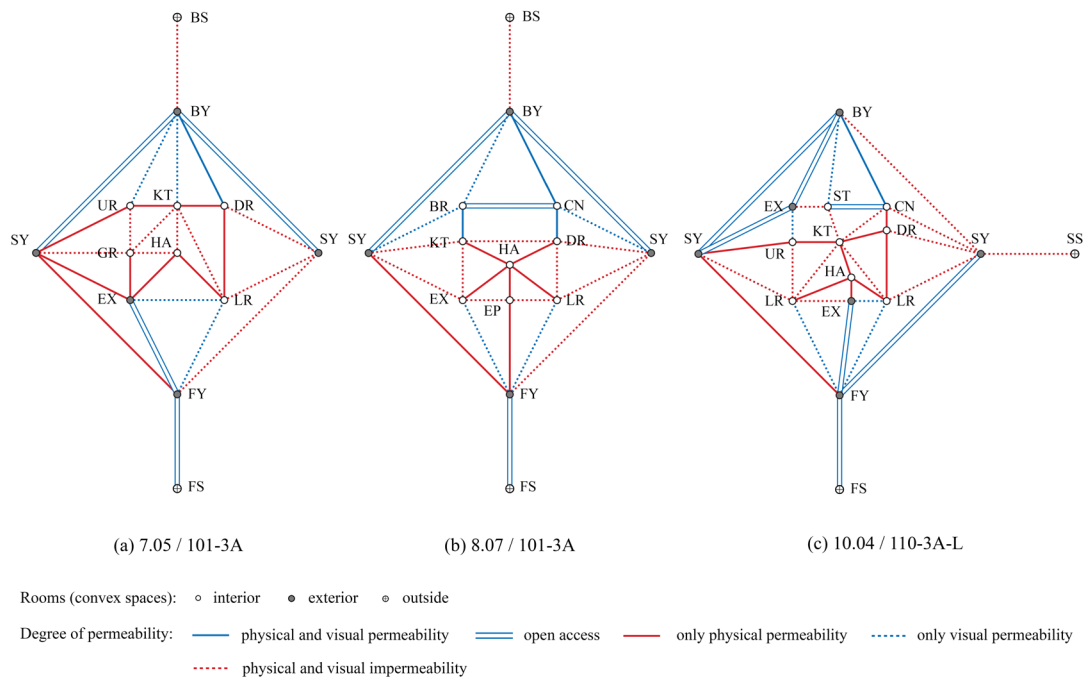 BS
BS
BY
BY
BY
UR KT DR
BR CN
EX ST CN
SY GR HA SY
KT HA DR
SY UR KT DR SY SS
EX LR
EX EP LR
HA
LR EX LR
FY
FY
FY
FS
FS
FS
(a) 7.05 / 101-3A
(b) 8.07 / 101-3A
(c) 10.04 / 110-3A-L
Rooms (convex spaces): interior exterior outside
Degree of permeability: physical and visual permeability open access only physical permeability only visual permeability
physical and visual impermeability